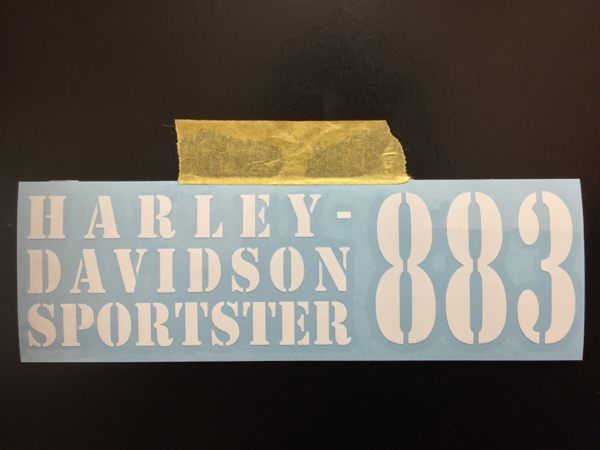 HARLEY-
DAVIDSON
SPORTSTER
883